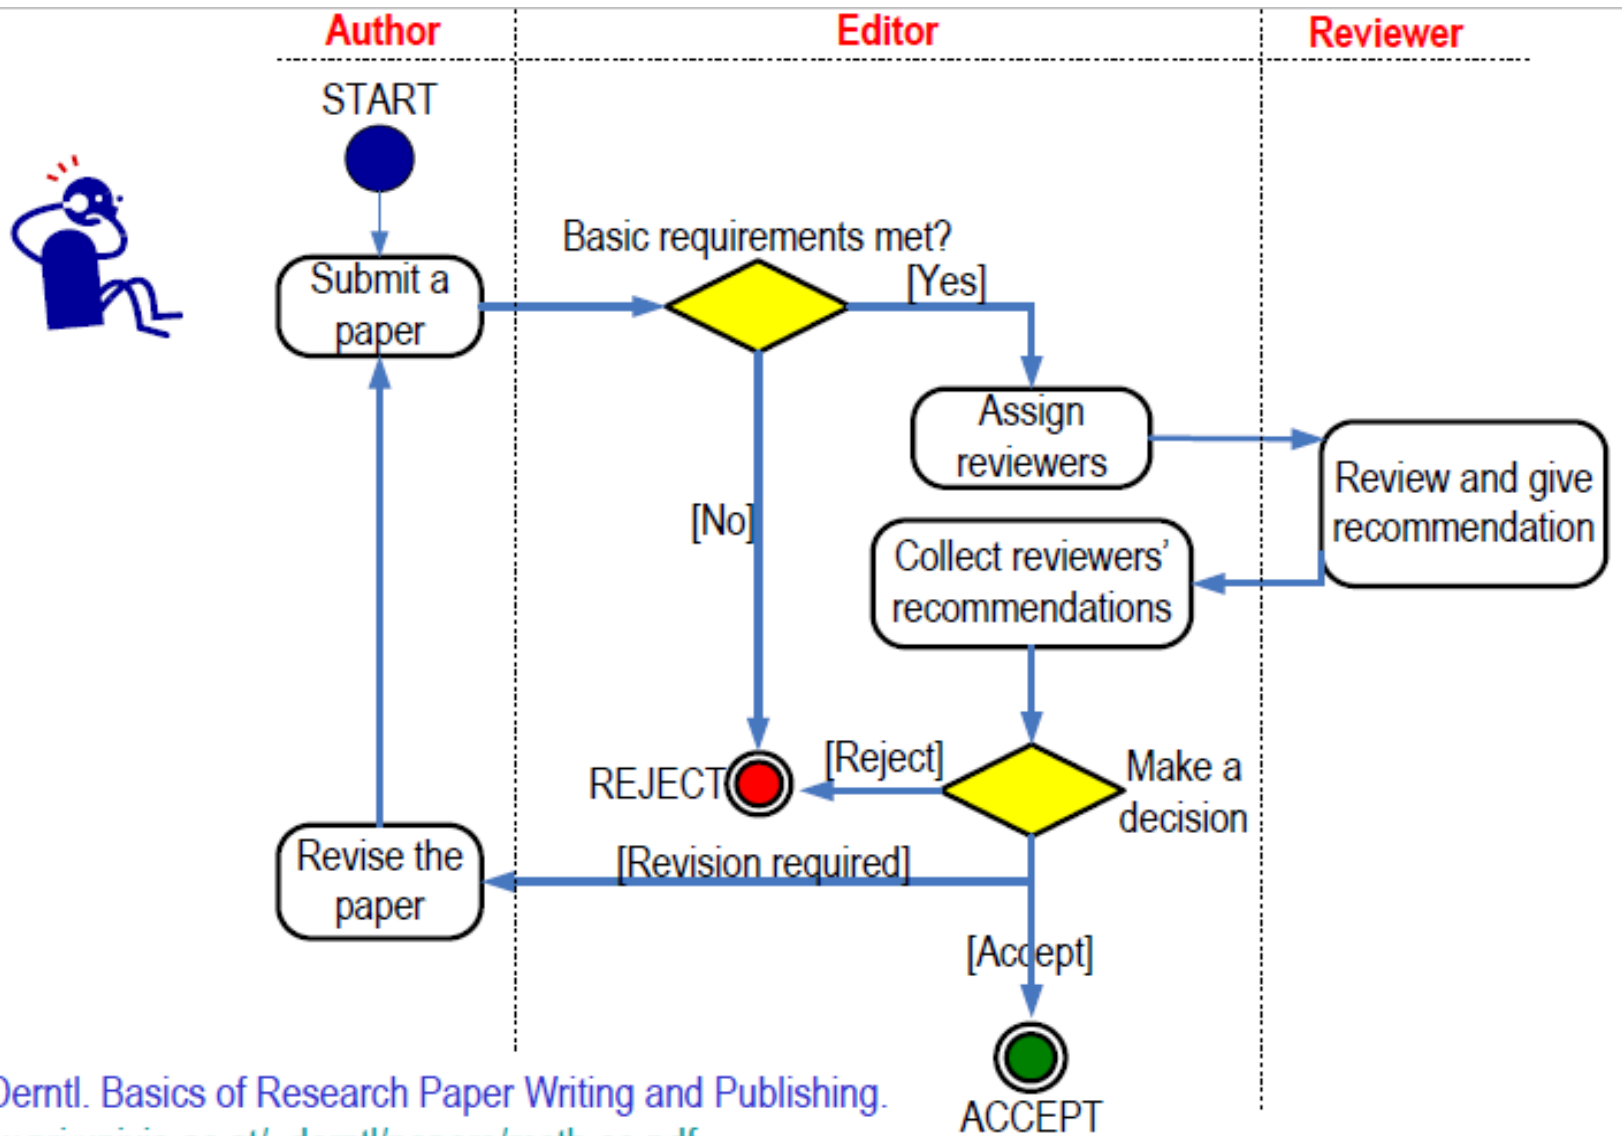 Author
Editor
Reviewer
START
Basic requirements met?
[Yes]
Submit a
paper
Assign
reviewers
Review and give
recommendation
[No]
Collect reviewers’
recommendations
[Reject]
REJECT
Make a
decision
Revise the
paper
[Revision required]
[Accept]
ACCEPT
Derntl. Basics of Research Paper Writing and Publishing.